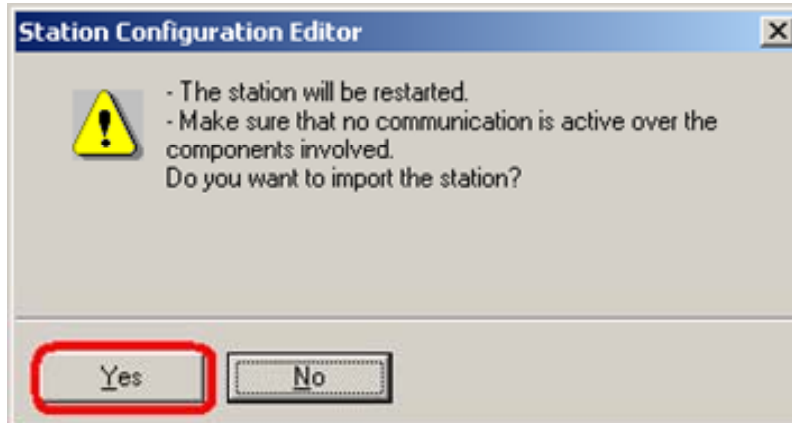 Station Configuration Editor
- The station will be restarted.
- Make sure that no communication is active over the
components involved.
Do you want to import the station?
Yes
No